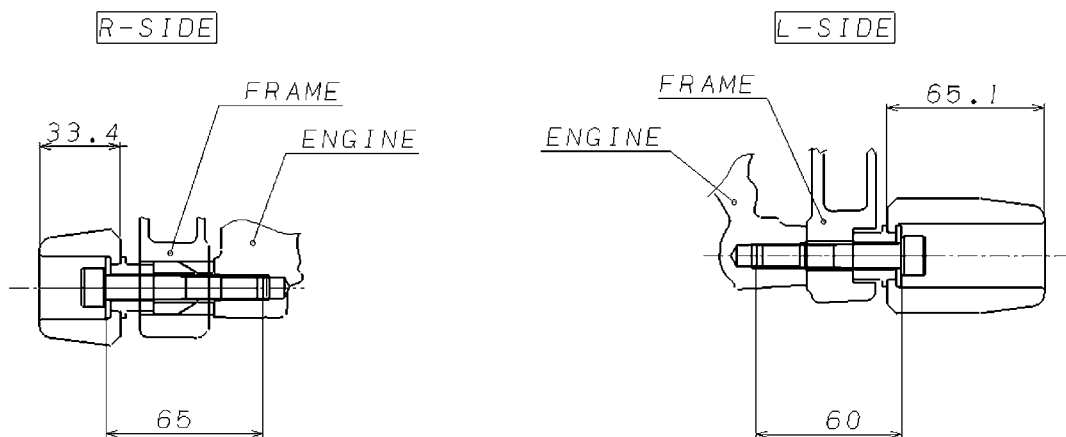 R-SIDE
L-SIDE
FRAME
33.4
ENGINE
FRAME
65.1
ENGINE
65
60